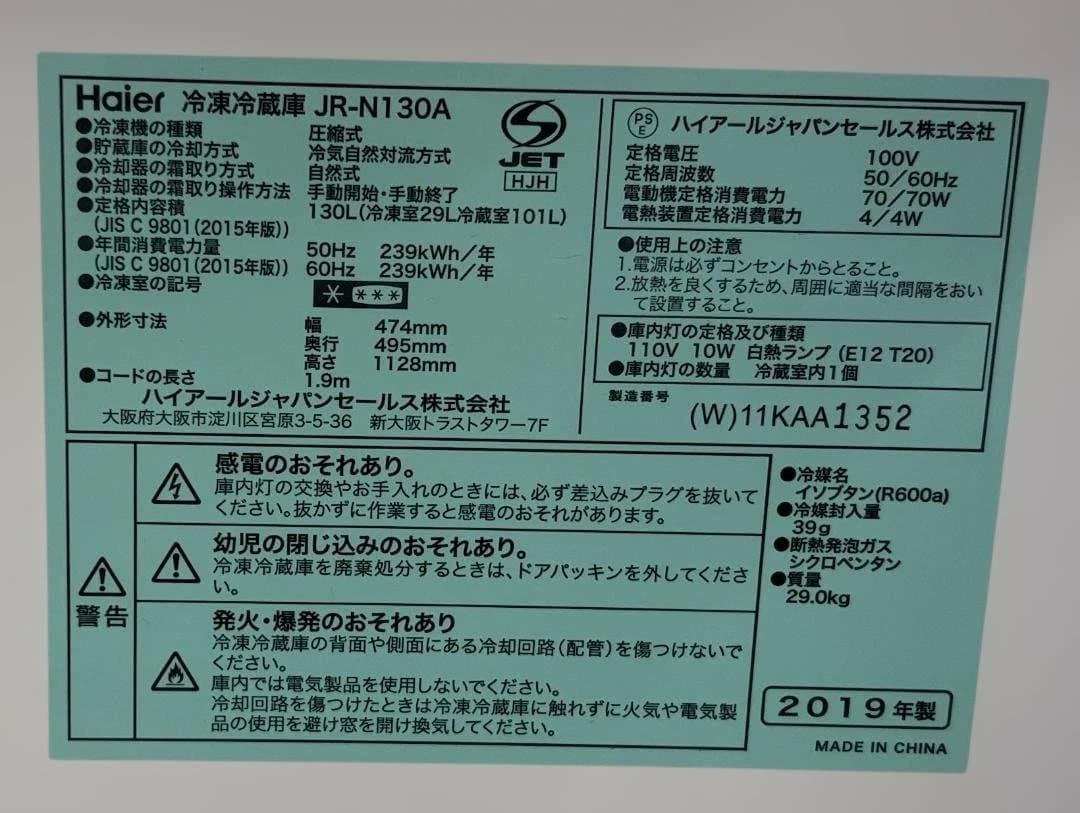 Haier 冷凍冷蔵庫 JR-N130A
●冷凍機の種類 圧縮式
●貯蔵庫の冷却方式 冷気自然対流方式
●冷却器の霜取り方式 自然式
●冷却器の霜取り操作方法 手動開始・手動終了
●定格内容積 130L(冷凍室29L冷蔵室101L)
(JIS C 9801(2015年版))
●年間消費電力量 50Hz 239kWh/年
(JIS C 9801(2015年版)) 60Hz 239kWh/年
●冷凍室の記号 * ***
●外形寸法 幅 474mm
奥行 495mm
高さ 1128mm
●コードの長さ 1.9m
ハイアールジャパンセールス株式会社
大阪府大阪市淀川区宮原3-5-36 新大阪トラストタワー7F
JET
HJH
PS
E
ハイアールジャパンセールス株式会社
定格電圧 100V
定格周波数 50/60Hz
電動機定格消費電力 70/70W
電熱装置定格消費電力 4/4W
●使用上の注意
1.電源は必ずコンセントからとること。
2.放熱を良くするため、周囲に適当な間隔をおい
て設置すること。
●庫内灯の定格及び種類
110V 10W 白熱ランプ(E12 T20)
●庫内灯の数量 冷蔵室内1個
製造番号
(W)11KAA1352
警告
感電のおそれあり。
庫内灯の交換やお手入れのときには、必ず差込みプラグを抜いて
ください。抜かずに作業すると感電のおそれがあります。
幼児の閉じ込みのおそれあり。
冷凍冷蔵庫を廃棄処分するときは、ドアパッキンを外してくださ
い。
発火・爆発のおそれあり
冷凍冷蔵庫の背面や側面にある冷却回路(配管)を傷つけないで
ください。
庫内では電気製品を使用しないでください。
冷却回路を傷つけたときは冷凍冷蔵庫に触れずに火気や電気製
品の使用を避け窓を開け換気してください。
●冷媒名
イソブタン(R600a)
●冷媒封入量
39g
●断熱発泡ガス
シクロペンタン
●質量
29.0kg
2019年製
MADE IN CHINA